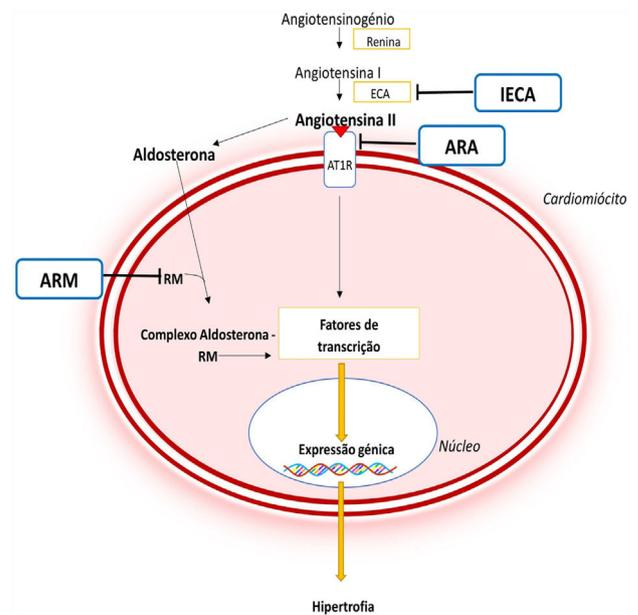 Angiotensinogénio
Renina
Angiotensina I
ECA
IECA
Angiotensina II
ARA
Aldosterona
AT1R
Cardiomiócito
ARM
RM
Complexo Aldosterona -
RM
Fatores de
transcrição
Expressão génica
Núcleo
Hipertrofia